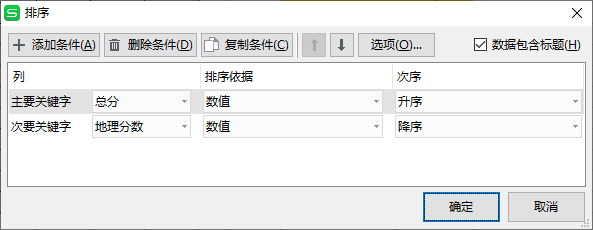 排序
添加条件(A) 删除条件(D) 复制条件(C) 选项(O)... 数据包含标题(H)
列 排序依据 次序
主要关键字 总分 数值 升序
次要关键字 地理分数 数值 降序
确定 取消